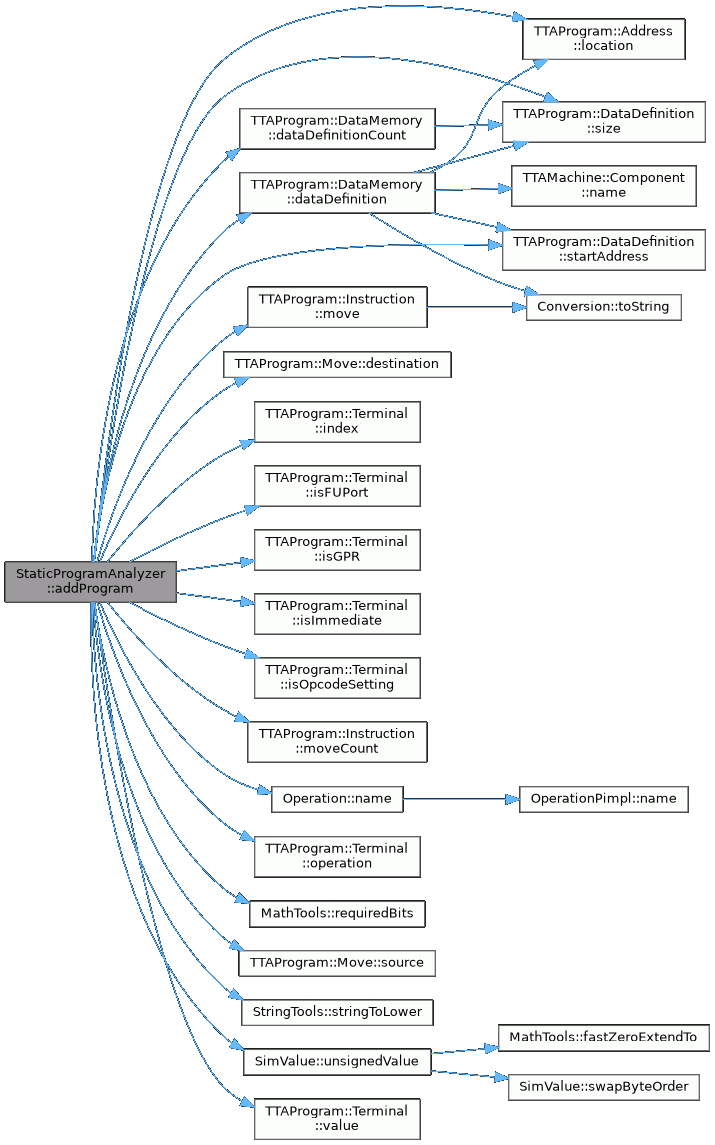 TTAProgram::Address
::location
TTAProgram::DataMemory
::dataDefinitionCount
TTAProgram::DataDefinition
::size
TTAProgram::DataMemory
::dataDefinition
TTAMachine::Component
::name
TTAProgram::DataDefinition
::startAddress
TTAProgram::Instruction
::move
Conversion::toString
TTAProgram::Move::destination
TTAProgram::Terminal
::index
TTAProgram::Terminal
::isFUPort
TTAProgram::Terminal
::isGPR
StaticProgramAnalyzer
::addProgram
TTAProgram::Terminal
::isImmediate
TTAProgram::Terminal
::isOpcodeSetting
TTAProgram::Instruction
::moveCount
Operation::name
OperationPimpl::name
TTAProgram::Terminal
::operation
MathTools::requiredBits
TTAProgram::Move::source
StringTools::stringToLower
SimValue::unsignedValue
MathTools::fastZeroExtendTo
SimValue::swapByteOrder
TTAProgram::Terminal
::value